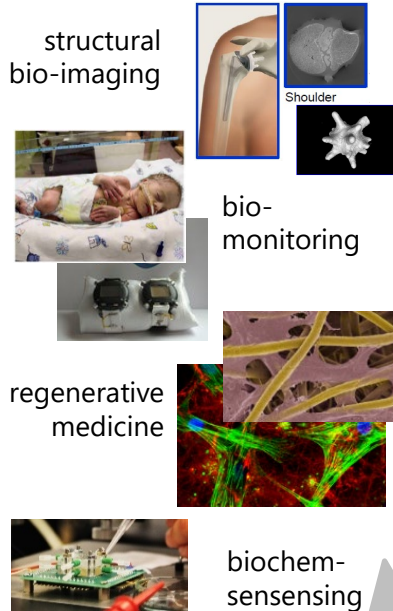 structural
bio-imaging
Shoulder
bio-
monitoring
regenerative
medicine
biochem-
sensensing